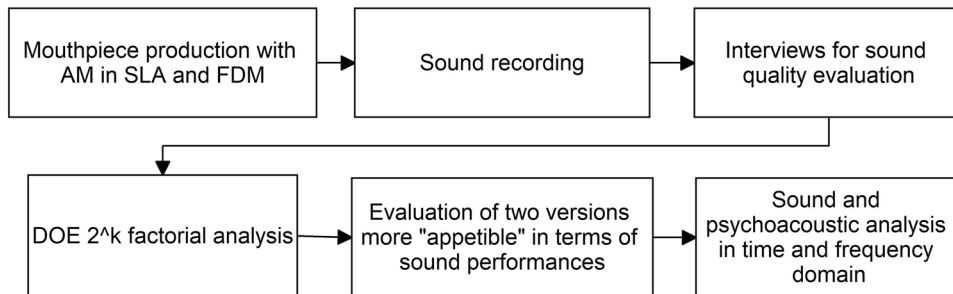 Mouthpiece production with
AM in SLA and FDM
Sound recording
Interviews for sound
quality evaluation
DOE 2^k factorial analysis
Evaluation of two versions
more "appetible" in terms of
sound performances
Sound and
psychoacoustic analysis
in time and frequency
domain